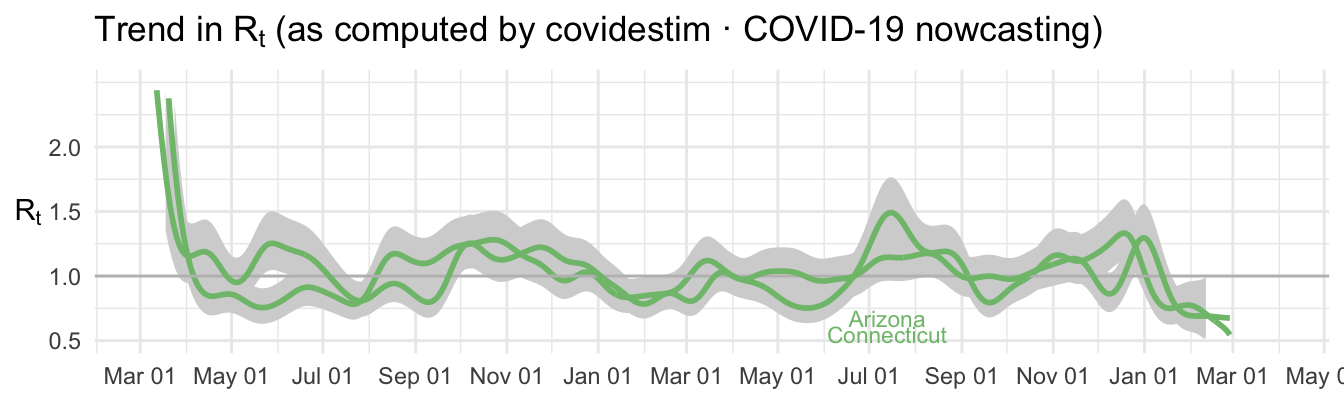 Trend in Rt (as computed by covidestim · COVID-19 nowcasting)
2.0
Rt 1.5
1.0
0.5
Arizona
Connecticut
Mar 01 May 01 Jul 01 Sep 01 Nov 01 Jan 01 Mar 01 May 01 Jul 01 Sep 01 Nov 01 Jan 01 Mar 01 May 0